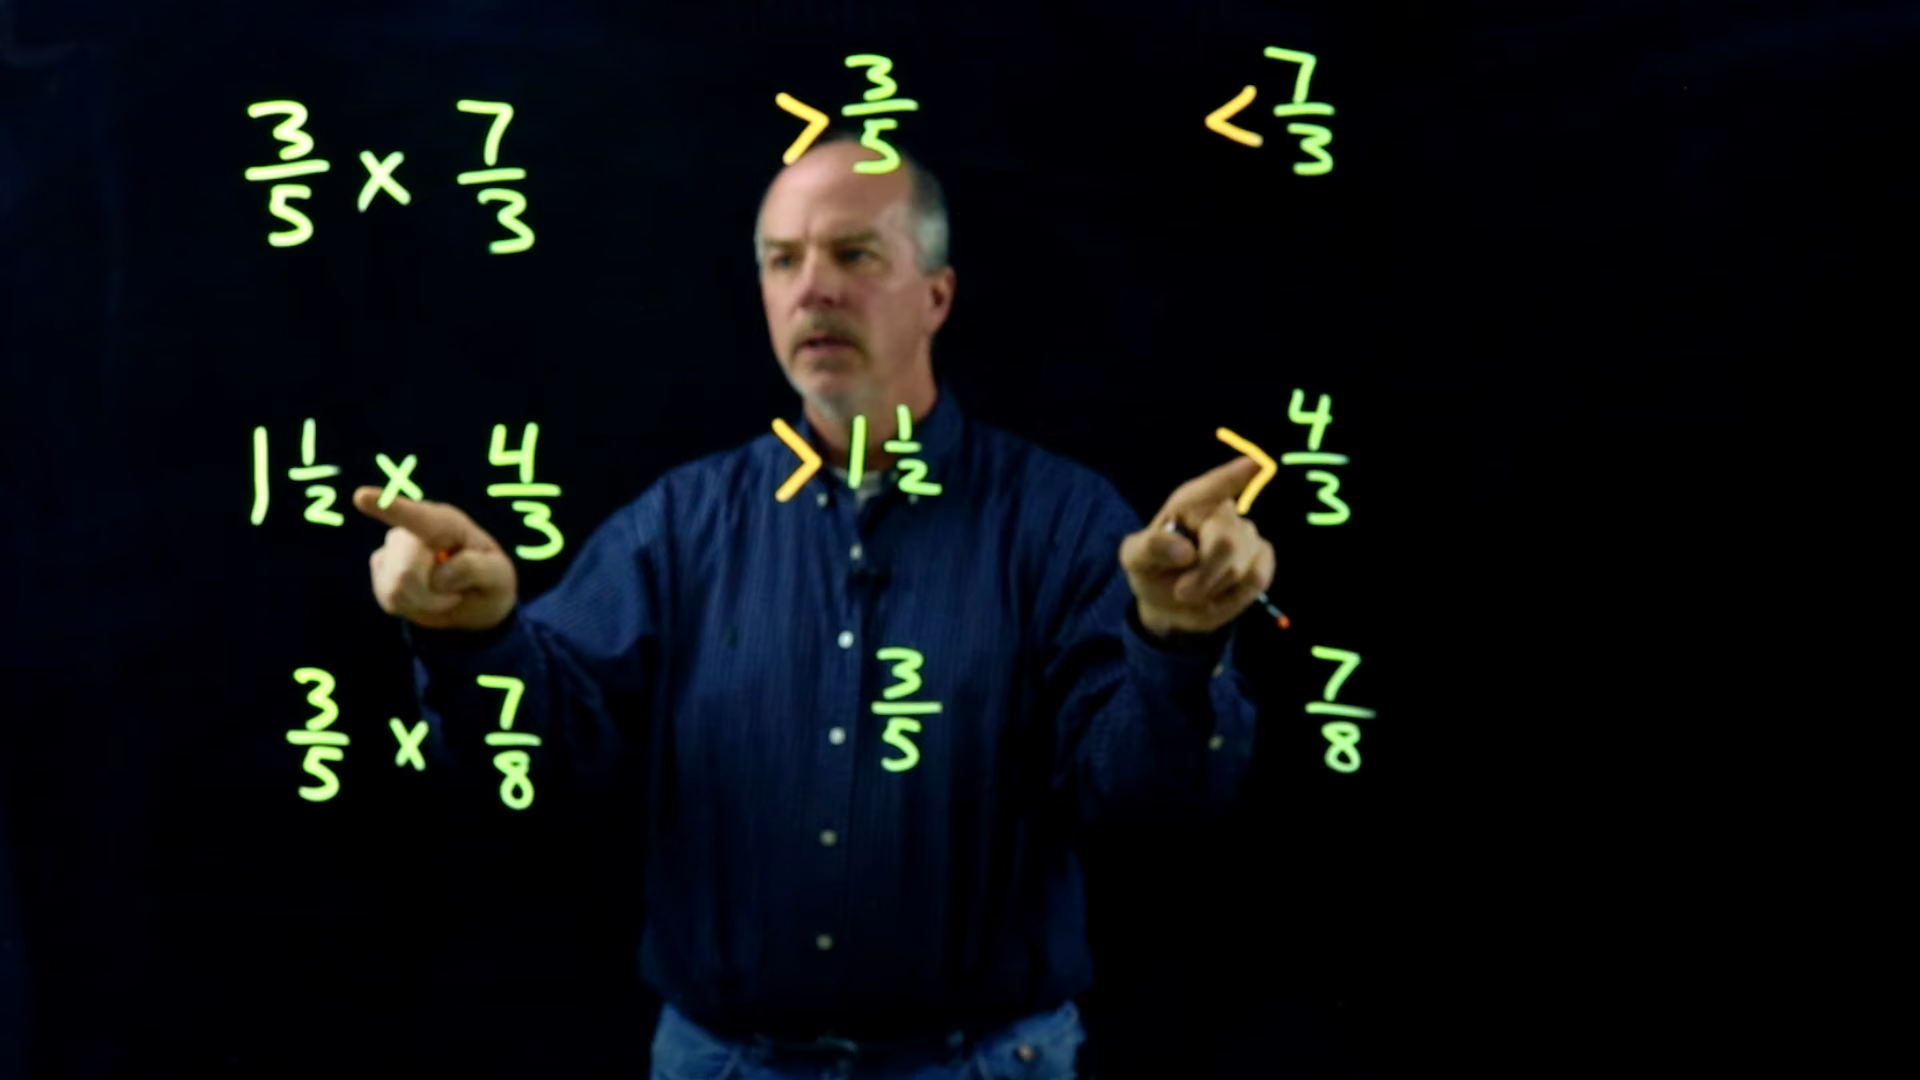 3/5 x 7/3 > 3/5 < 7/3
1 1/2 x 4/3 > 1 1/2 > 4/3
3/5 x 7/8 3/5 7/8